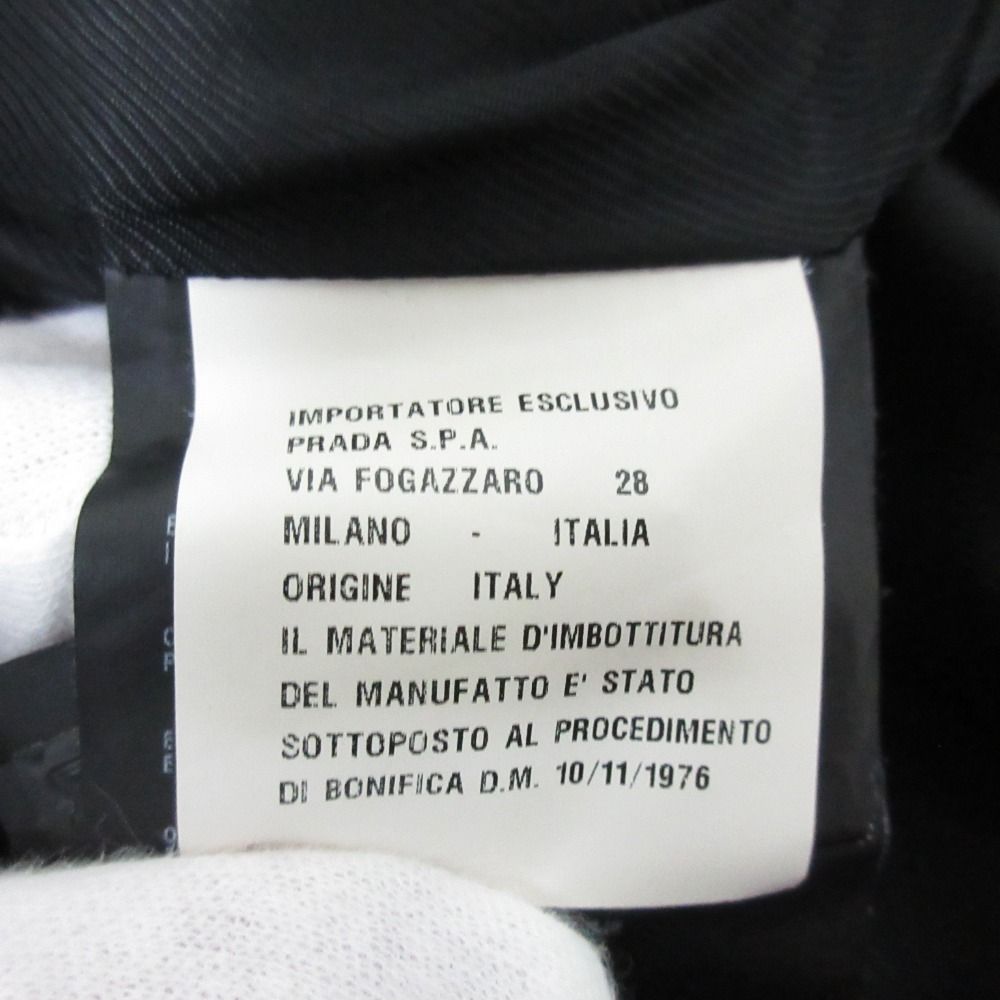 IMPORTATORE ESCLUSIVO
PRADA S.P.A.
VIA FOGAZZARO 28
MILANO - ITALIA
ORIGINE ITALY
IL MATERIALE D'IMBOTTITURA
DEL MANUFATTO E' STATO
SOTTOPOSTO AL PROCEDIMENTO
DI BONIFICA D.M. 10/11/1976